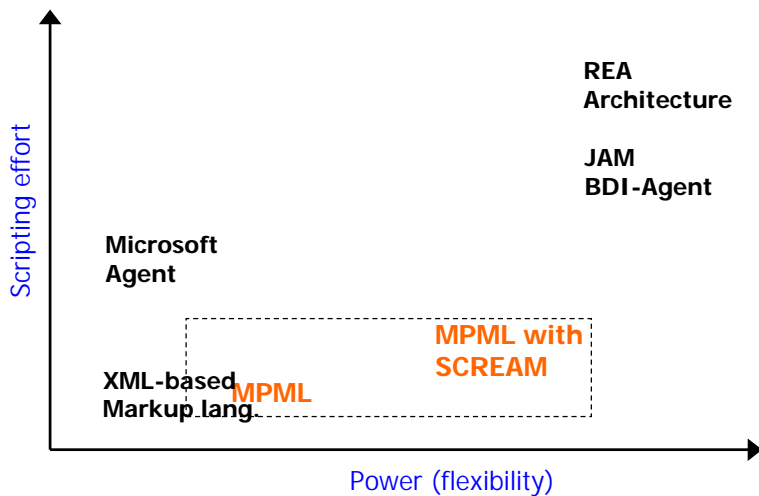 REA
Architecture
JAM
BDI-Agent
Scripting effort
Microsoft
Agent
MPML with
SCREAM
XML-based
Markup lang.
MPML
Power (flexibility)